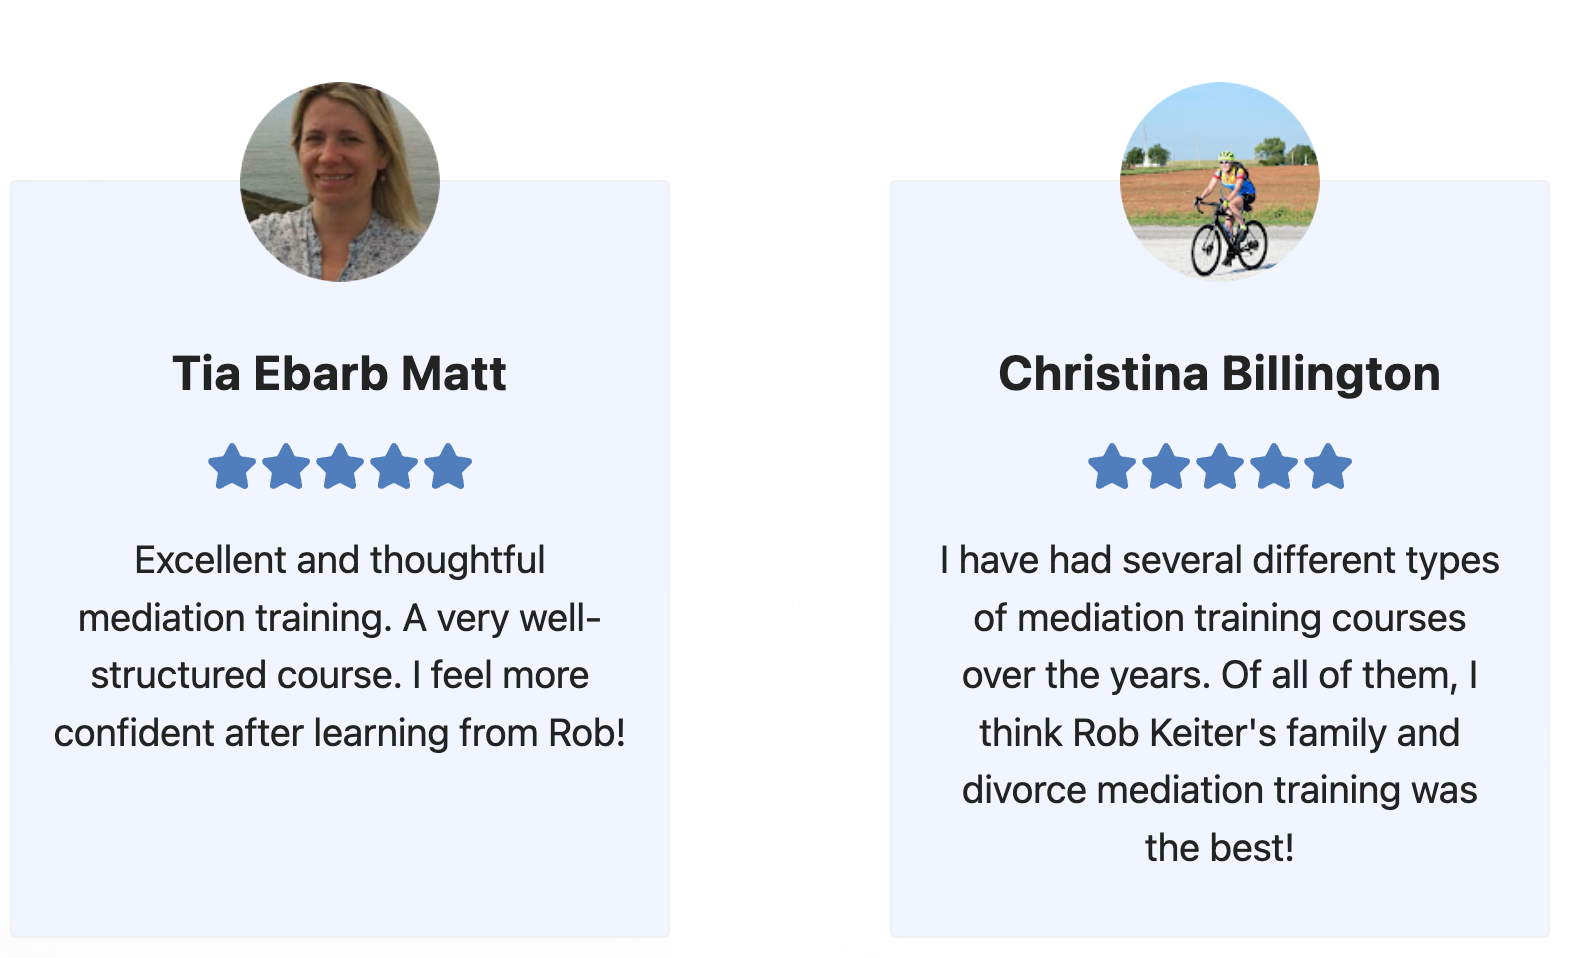 Tia Ebarb Matt
Excellent and thoughtful
mediation training. A very well-
structured course. I feel more
confident after learning from Rob!
Christina Billington
I have had several different types
of mediation training courses
over the years. Of all of them, I
think Rob Keiter's family and
divorce mediation training was
the best!